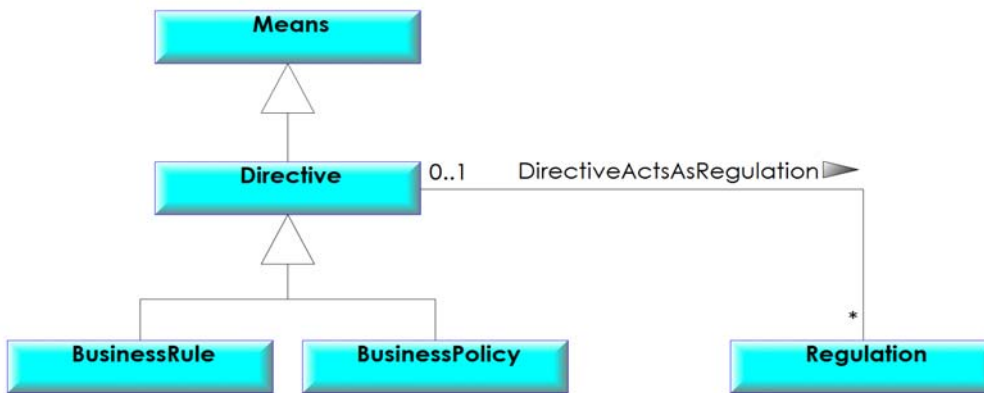 Means
Directive
0..1 DirectiveActsAsRegulation
*
BusinessRule
BusinessPolicy
Regulation